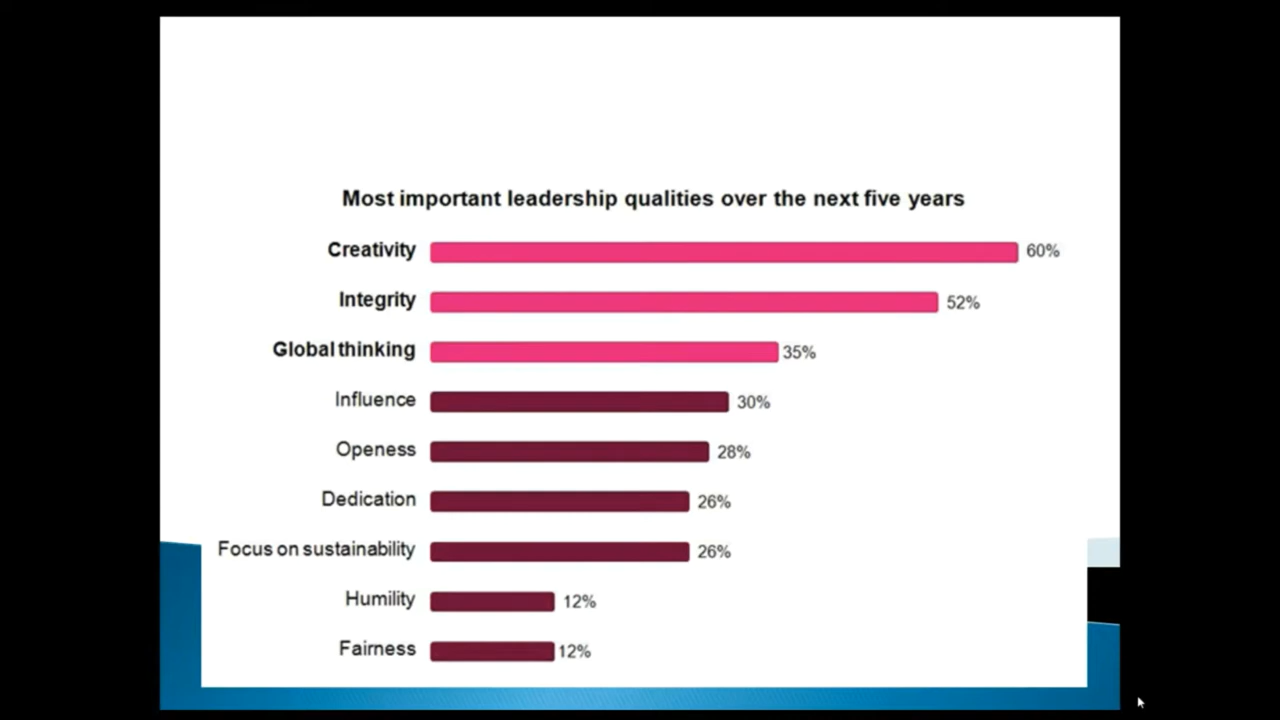 Most important leadership qualities over the next five years
Creativity 60%
Integrity 52%
Global thinking 35%
Influence 30%
Openess 28%
Dedication 26%
Focus on sustainability 26%
Humility 12%
Fairness 12%